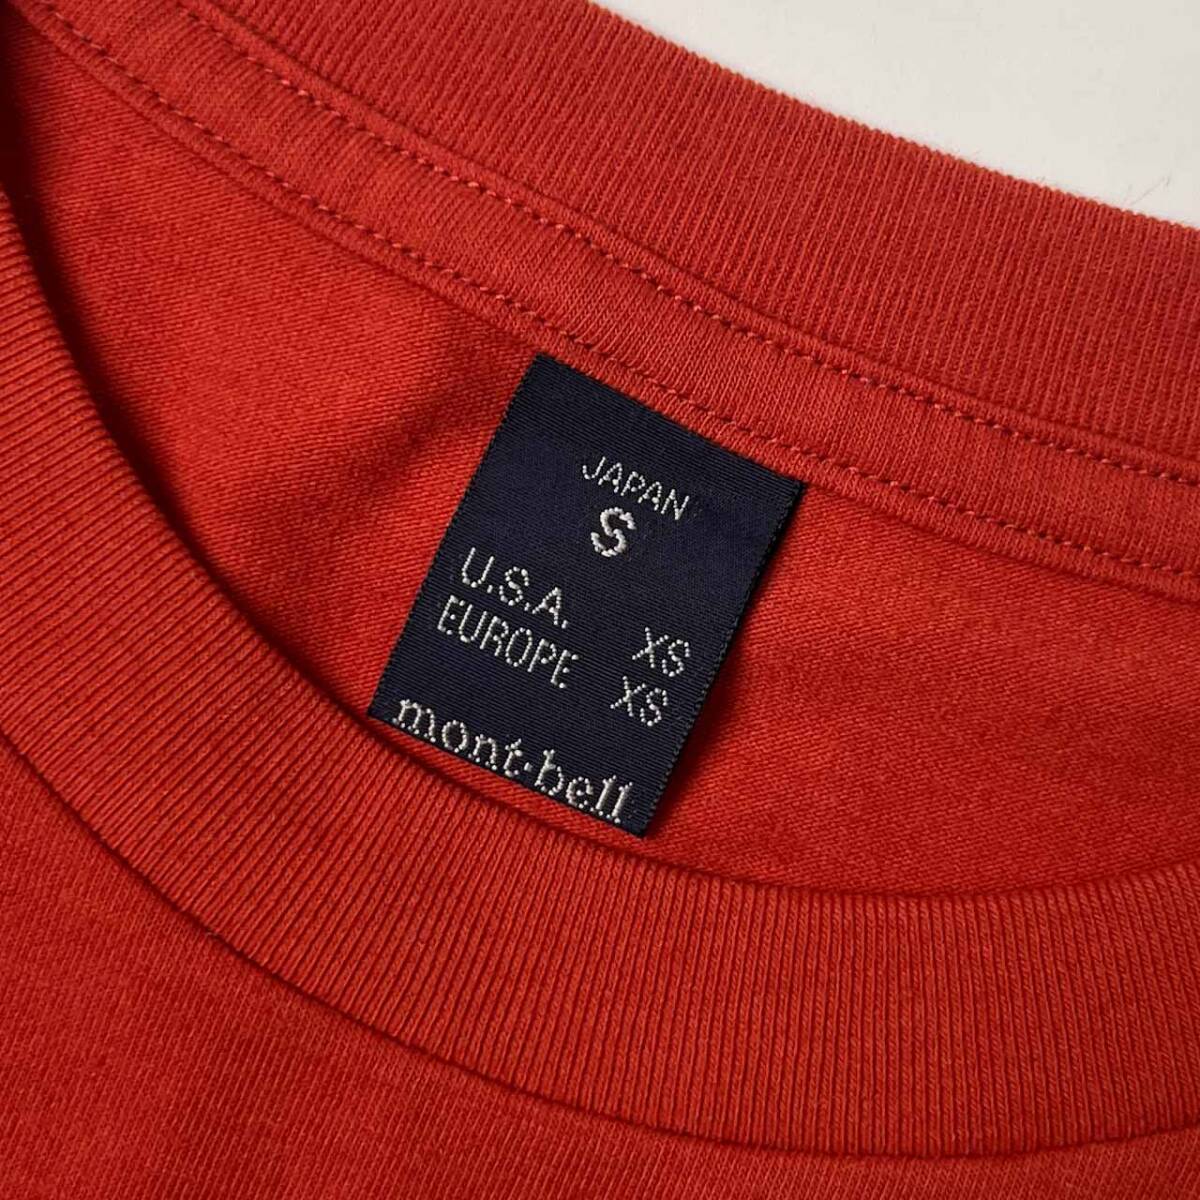 JAPAN
S
U.S.A. XS
EUROPE XS
mont-bell